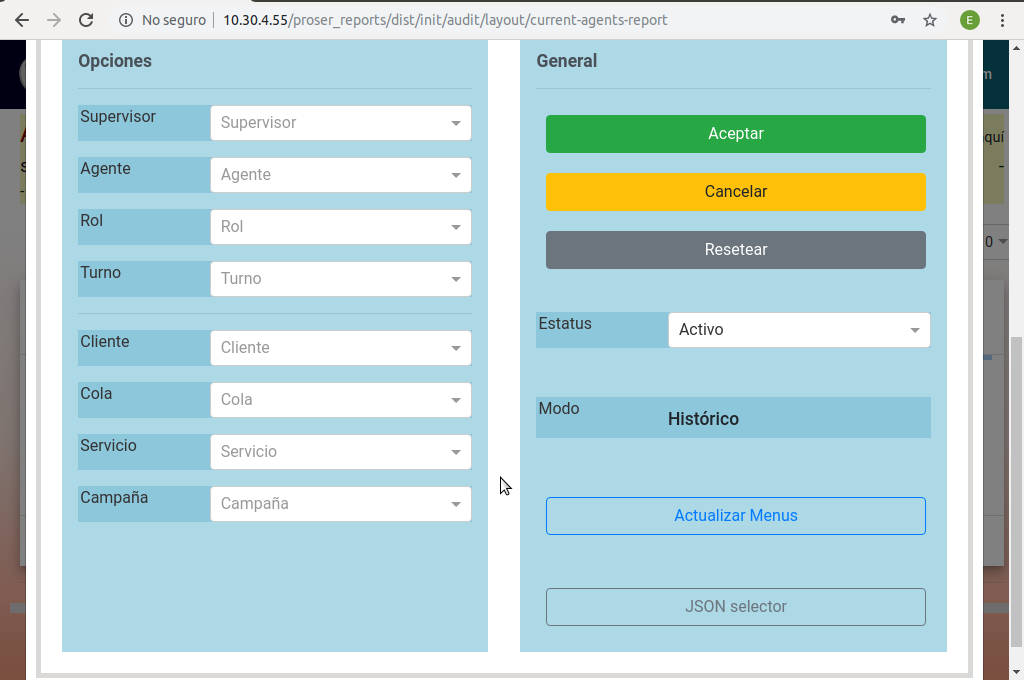 No seguro
10.30.4.55/proser_reports/dist/init/audit/layout/current-agents-report
E
Opciones
Supervisor
Supervisor
Agente
Agente
Rol
Rol
Turno
Turno
Cliente
Cliente
Cola
Cola
Servicio
Servicio
Campaña
Campaña
General
Aceptar
Cancelar
Resetear
Estatus
Activo
Modo
Histórico
Actualizar Menus
JSON selector
m
quí
-
0